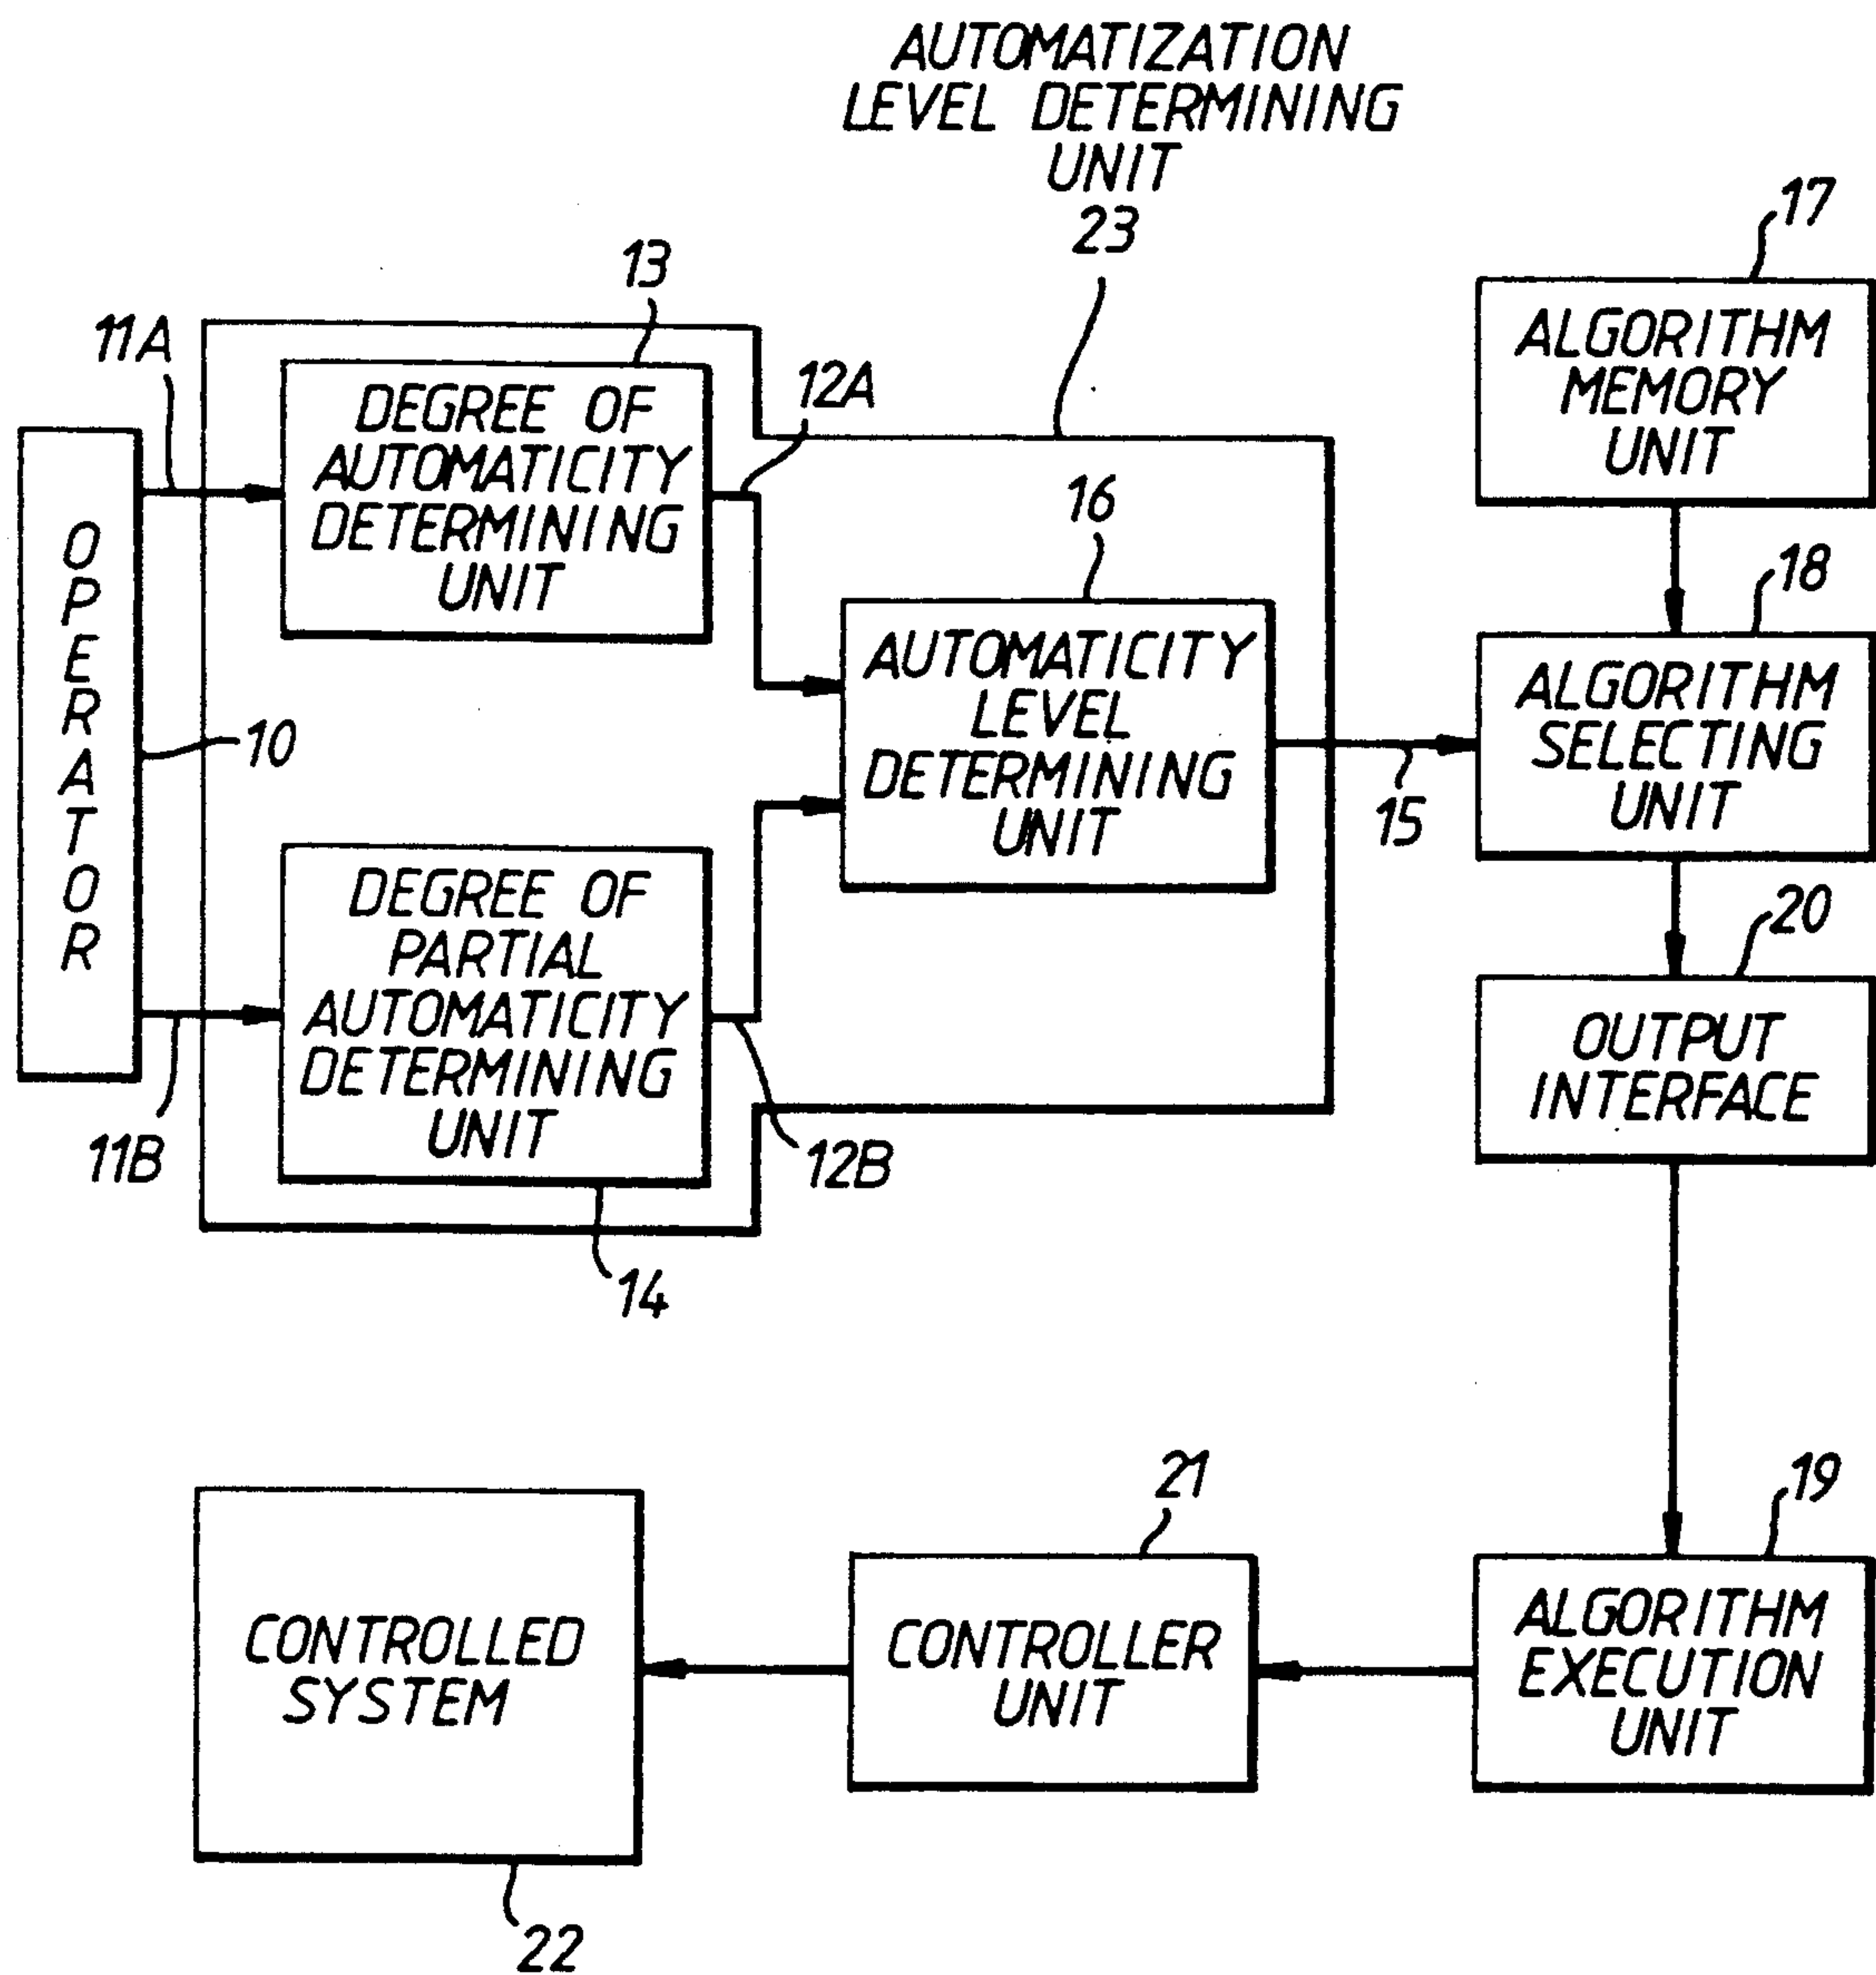 AUTOMATIZATION
LEVEL DETERMINING
UNIT
23
17
ALGORITHM
MEMORY
UNIT
13
11A
DEGREE OF
AUTOMATICITY
DETERMINING
UNIT
12A
OPERATOR
10
16
AUTOMATICITY
LEVEL
DETERMINING
UNIT
18
ALGORITHM
SELECTING
UNIT
15
DEGREE OF
PARTIAL
AUTOMATICITY
DETERMINING
UNIT
11B
12B
14
20
OUTPUT
INTERFACE
19
ALGORITHM
EXECUTION
UNIT
21
CONTROLLER
UNIT
CONTROLLED
SYSTEM
22